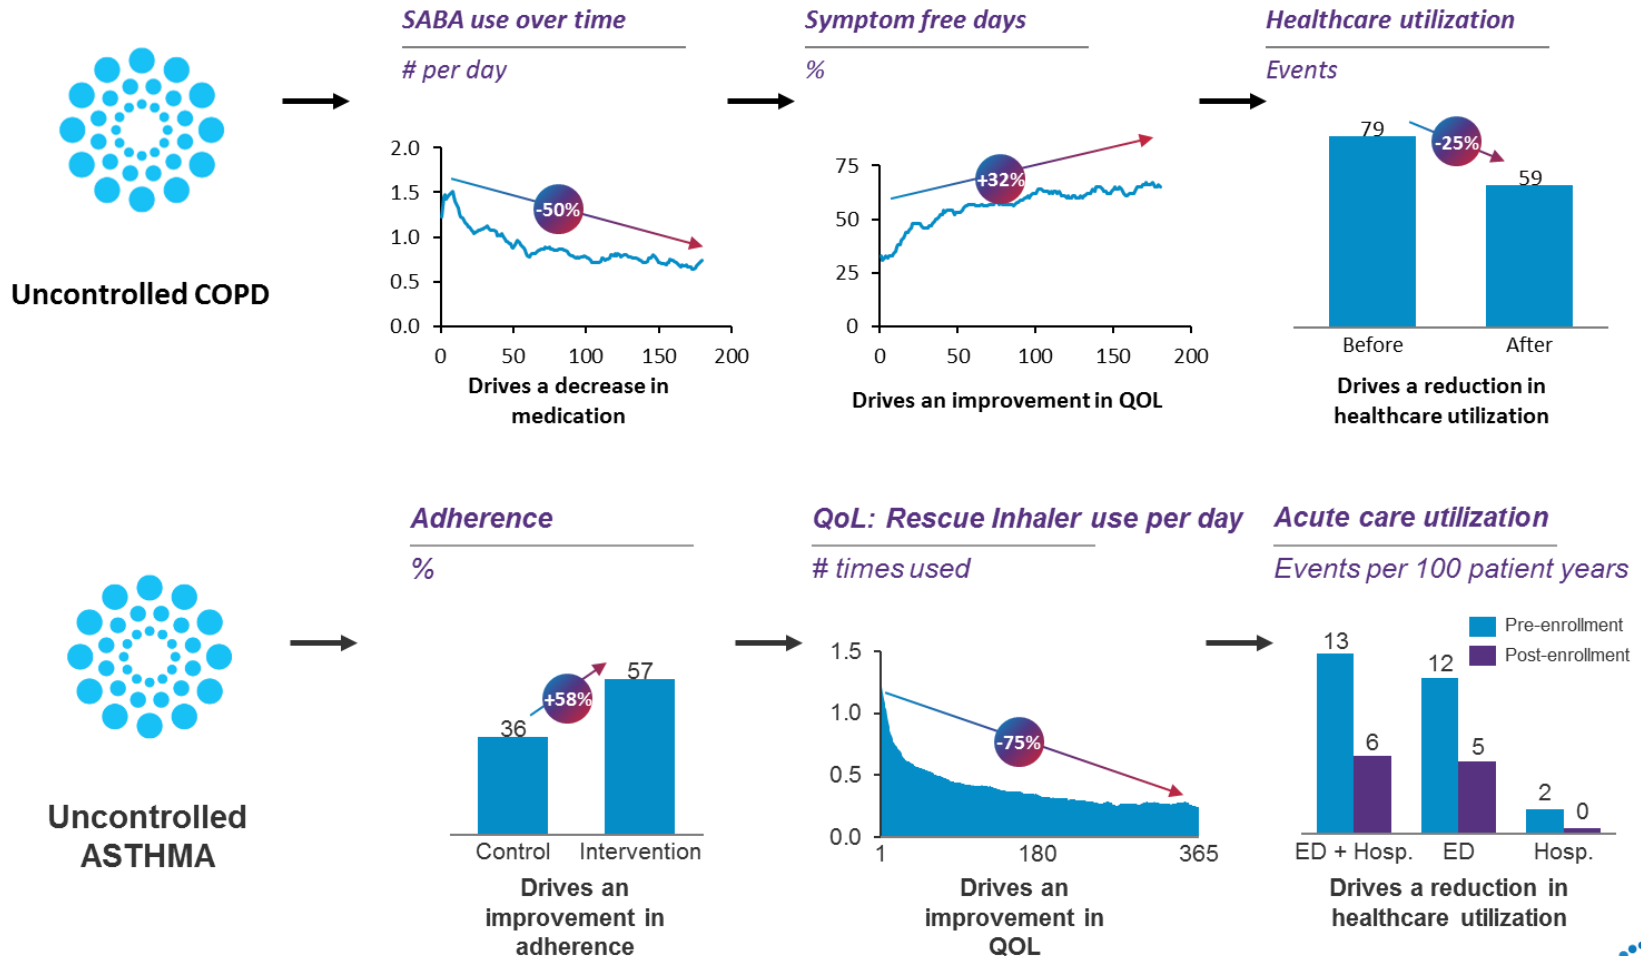 SABA use over time
# per day
2.0
1.5
1.0
0.5
0.0
0 50 100 150 200
-50%
Drives a decrease in
medication
Symptom free days
%
75
50
25
0
0 50 100 150 200
+32%
Drives an improvement in QOL
Healthcare utilization
Events
79
-25%
59
Before After
Drives a reduction in
healthcare utilization
Uncontrolled COPD
Adherence
%
36
+58%
57
Control Intervention
Drives an
improvement in
adherence
QoL: Rescue Inhaler use per day
# times used
1.5
1.0
0.5
0.0
1 180 365
-75%
Drives an
improvement in
QOL
Acute care utilization
Events per 100 patient years
Pre-enrollment
Post-enrollment
13
6
12
5
2
0
ED + Hosp. ED Hosp.
Drives a reduction in
healthcare utilization
Uncontrolled
ASTHMA